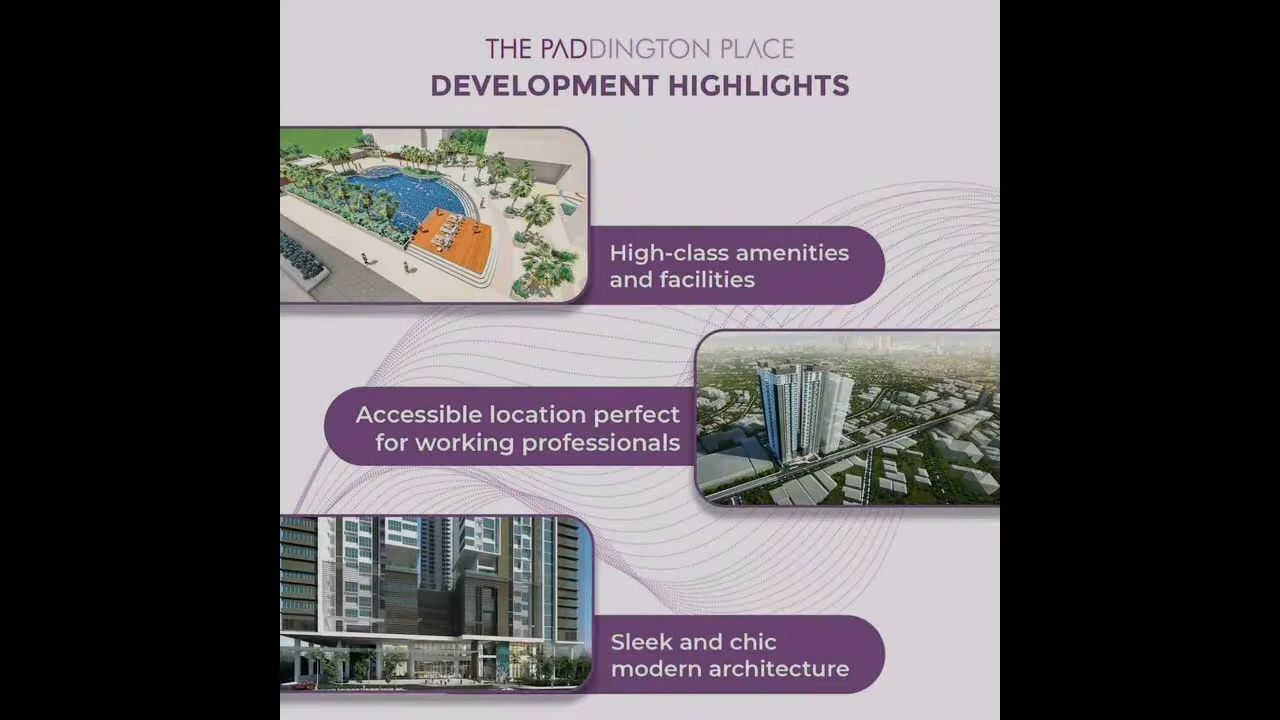 THE PADDINGTON PLACE
DEVELOPMENT HIGHLIGHTS
High-class amenities
and facilities
Accessible location perfect
for working professionals
Sleek and chic
modern architecture